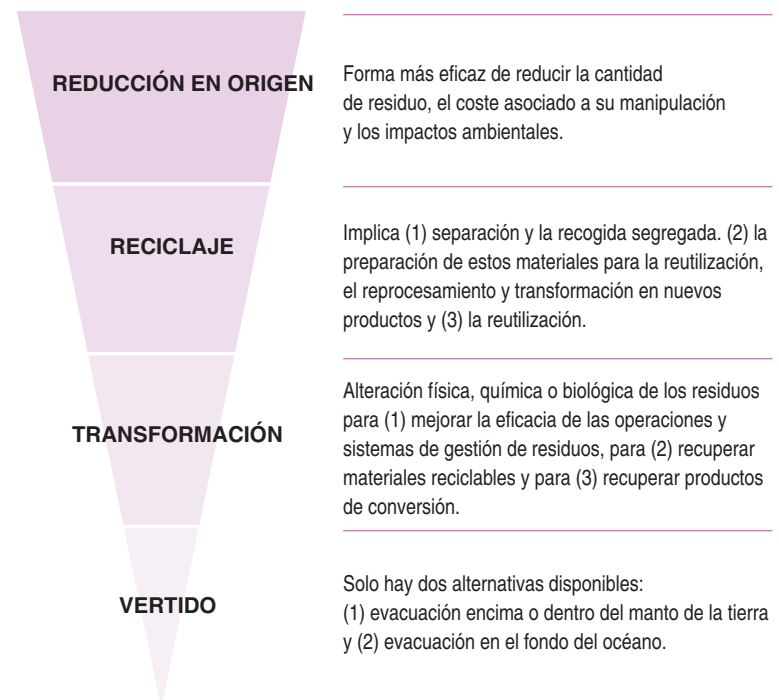 REDUCCIÓN EN ORIGEN
Forma más eficaz de reducir la cantidad
de residuo, el coste asociado a su manipulación
y los impactos ambientales.
RECICLAJE
Implica (1) separación y la recogida segregada. (2) la
preparación de estos materiales para la reutilización,
el reprocesamiento y transformación en nuevos
productos y (3) la reutilización.
TRANSFORMACIÓN
Alteración física, química o biológica de los residuos
para (1) mejorar la eficacia de las operaciones y
sistemas de gestión de residuos, para (2) recuperar
materiales reciclables y para (3) recuperar productos
de conversión.
VERTIDO
Solo hay dos alternativas disponibles:
(1) evacuación encima o dentro del manto de la tierra
y (2) evacuación en el fondo del océano.